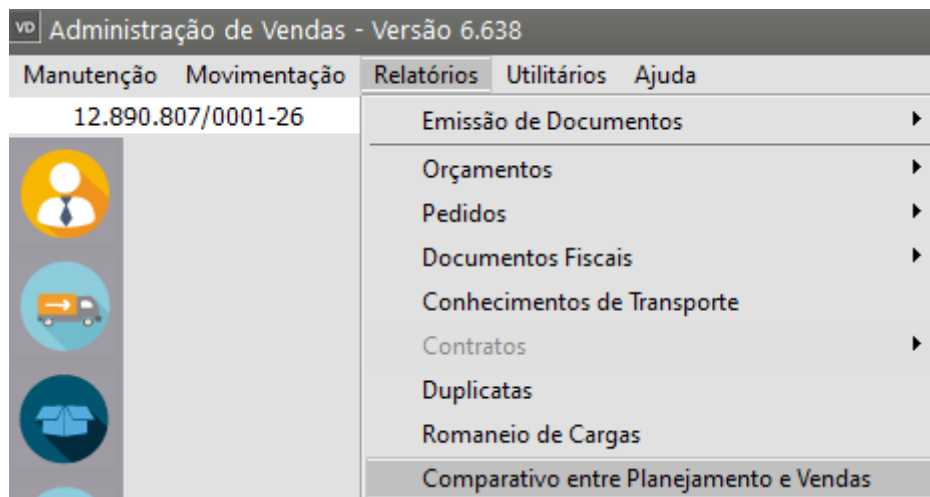 VD Administração de Vendas - Versão 6.638
Manutenção Movimentação Relatórios Utilitários Ajuda
12.890.807/0001-26
Emissão de Documentos
Orçamentos
Pedidos
Documentos Fiscais
Conhecimentos de Transporte
Contratos
Duplicatas
Romaneio de Cargas
Comparativo entre Planejamento e Vendas